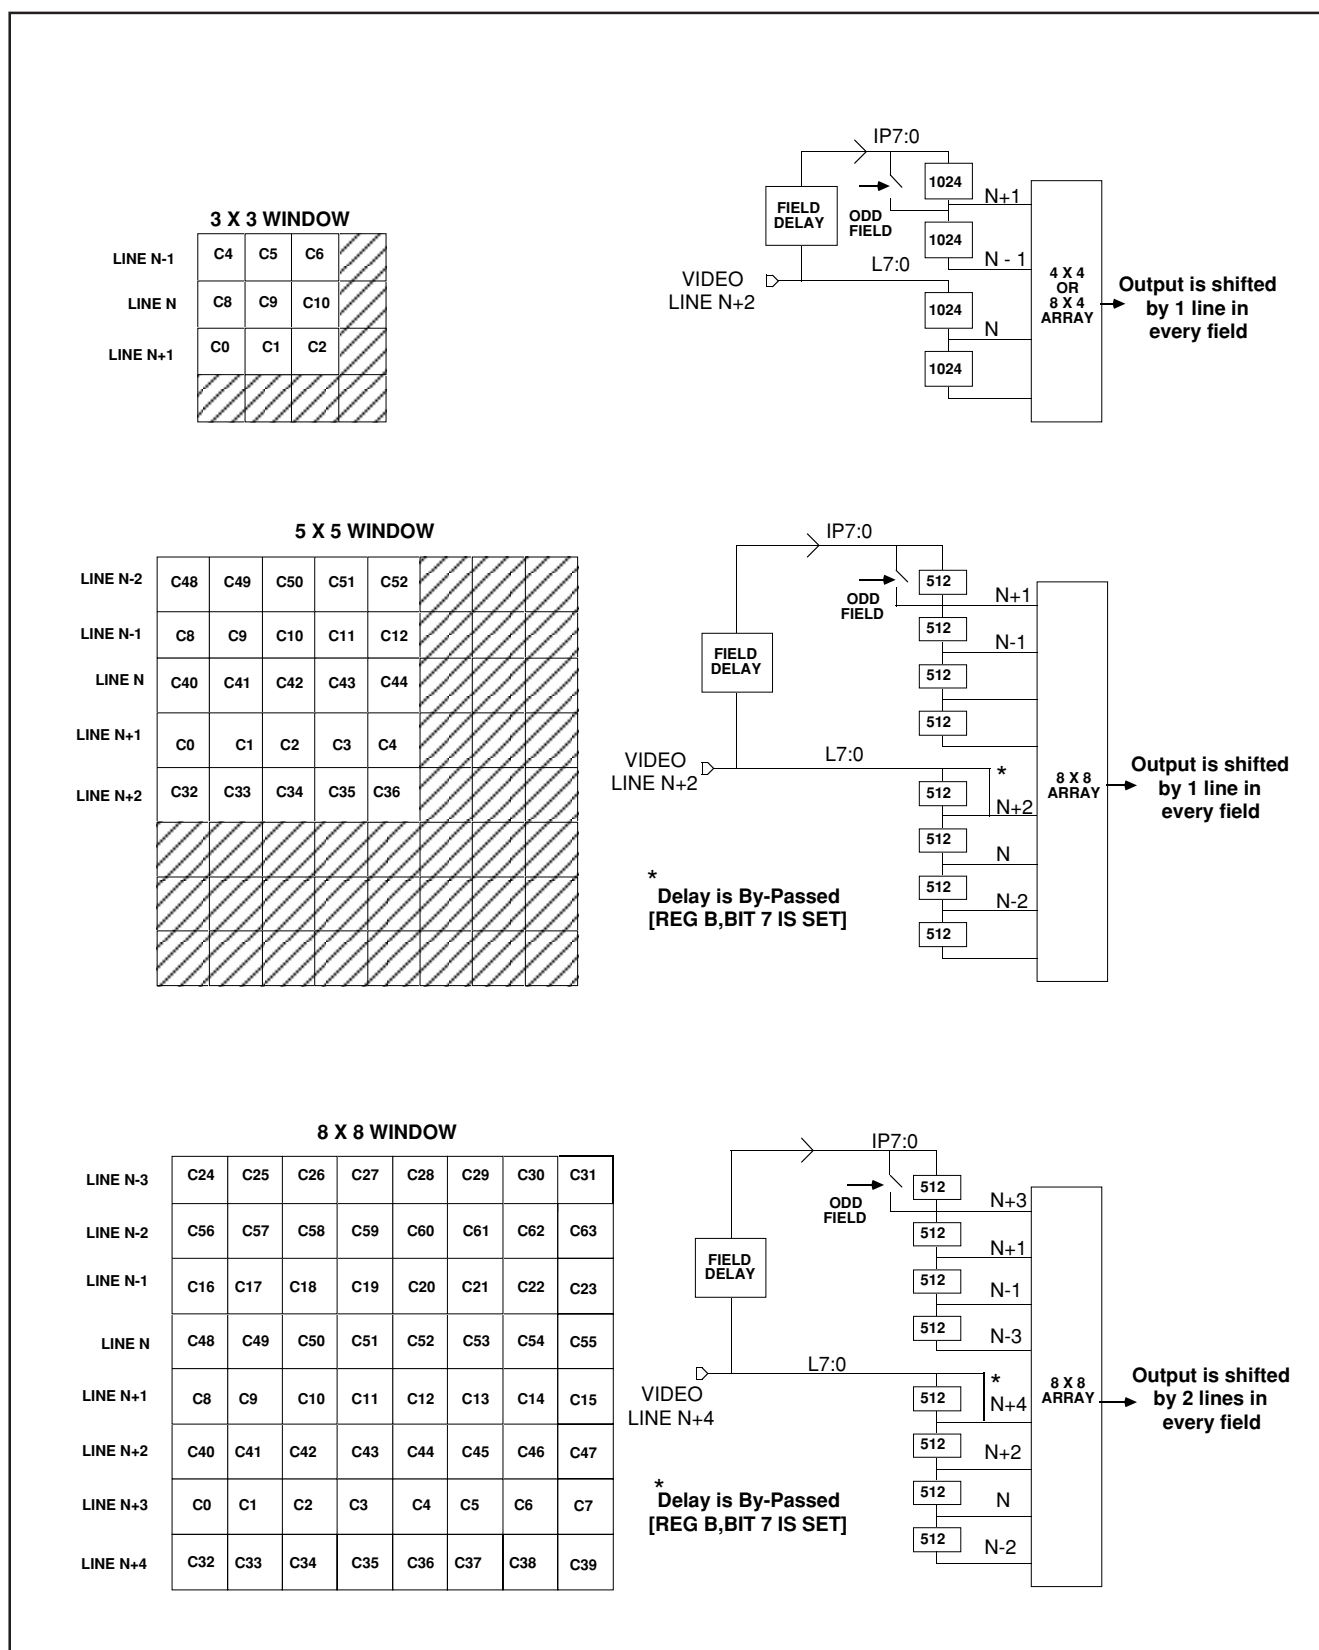 3 X 3 WINDOW
LINE N-1 C4 C5 C6
LINE N C8 C9 C10
LINE N+1 C0 C1 C2
IP7:0
FIELD
DELAY
ODD
FIELD
1024
N+1
1024
N - 1
L7:0
VIDEO
LINE N+2
1024
N
1024
4 X 4
OR
8 X 4
ARRAY
Output is shifted
by 1 line in
every field
5 X 5 WINDOW
LINE N-2 C48 C49 C50 C51 C52
LINE N-1 C8 C9 C10 C11 C12
LINE N C40 C41 C42 C43 C44
LINE N+1 C0 C1 C2 C3 C4
LINE N+2 C32 C33 C34 C35 C36
IP7:0
ODD
FIELD
512
N+1
512
N-1
512
512
FIELD
DELAY
VIDEO
LINE N+2
L7:0
*
512
N+2
512
N
512
N-2
512
8 X 8
ARRAY
Output is shifted
by 1 line in
every field
*
Delay is By-Passed
[REG B,BIT 7 IS SET]
8 X 8 WINDOW
LINE N-3 C24 C25 C26 C27 C28 C29 C30 C31
LINE N-2 C56 C57 C58 C59 C60 C61 C62 C63
LINE N-1 C16 C17 C18 C19 C20 C21 C22 C23
LINE N C48 C49 C50 C51 C52 C53 C54 C55
LINE N+1 C8 C9 C10 C11 C12 C13 C14 C15
LINE N+2 C40 C41 C42 C43 C44 C45 C46 C47
LINE N+3 C0 C1 C2 C3 C4 C5 C6 C7
LINE N+4 C32 C33 C34 C35 C36 C37 C38 C39
IP7:0
ODD
FIELD
512
N+3
512
N+1
512
N-1
512
N-3
FIELD
DELAY
L7:0
VIDEO
LINE N+4
*
512
N+4
512
N+2
512
N
512
N-2
8 X 8
ARRAY
Output is shifted
by 2 lines in
every field
*
Delay is By-Passed
[REG B,BIT 7 IS SET]